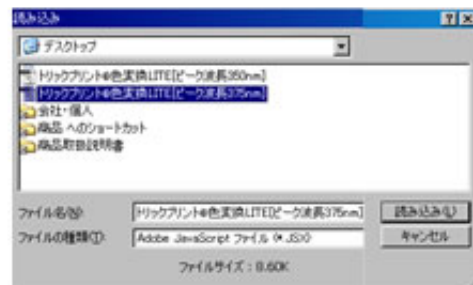 読み込み
デスクトップ
トリックプリント@色変換LITE[ピーク波長350nm]
トリックプリント@色変換LITE[ピーク波長375nm]
会社・個人
商品 へのショートカット
商品取扱説明書
ファイル名(N):
トリックプリント@色変換LITE[ピーク波長375nm]
読み込み(L)
ファイルの種類(T):
Adobe JavaScript ファイル (*.JSX)
キャンセル
ファイルサイズ : 8.60K